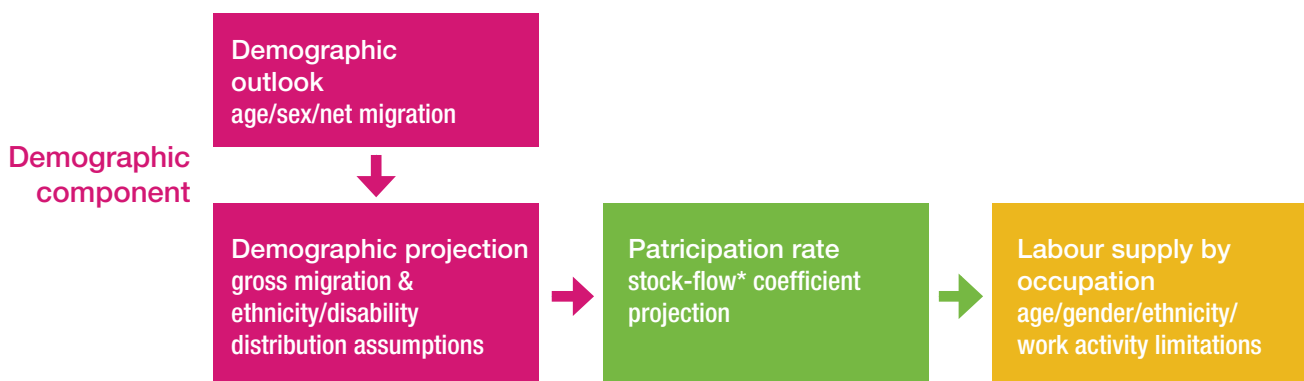 Demographic
outlook
age/sex/net migration
Demographic
component
Demographic projection
gross migration &
ethnicity/disability
distribution assumptions
Patricipation rate
stock-flow* coefficient
projection
Labour supply by
occupation
age/gender/ethnicity/
work activity limitations